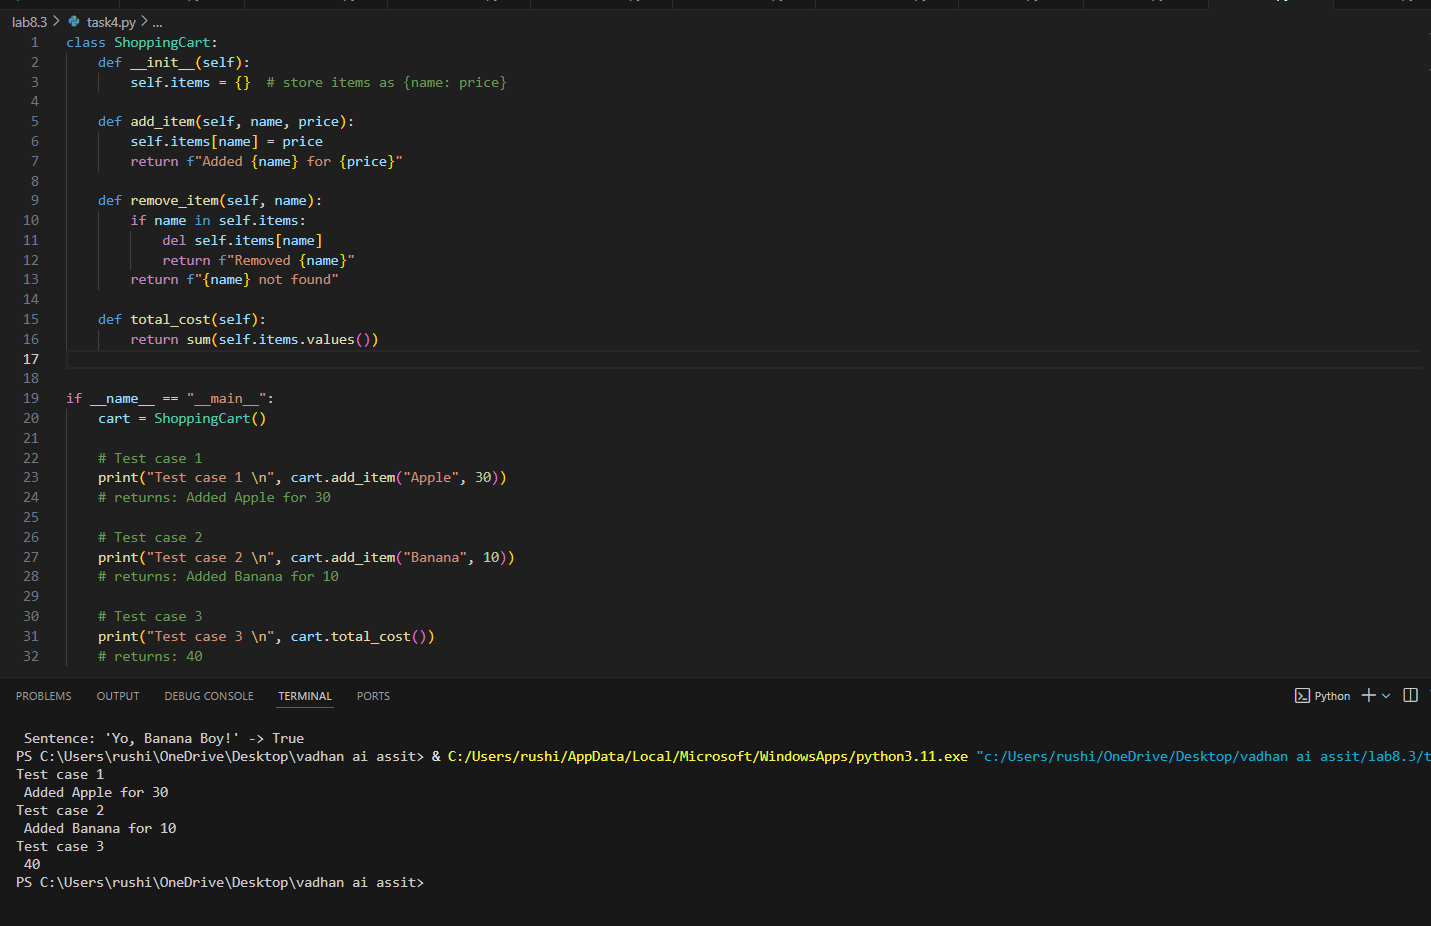 lab8.3 > task4.py > ...
1 class ShoppingCart:
2     def __init__(self):
3         self.items = {}  # store items as {name: price}
4
5     def add_item(self, name, price):
6         self.items[name] = price
7         return f"Added {name} for {price}"
8
9     def remove_item(self, name):
10         if name in self.items:
11             del self.items[name]
12             return f"Removed {name}"
13         return f"{name} not found"
14
15     def total_cost(self):
16         return sum(self.items.values())
17
18
19 if __name__ == "__main__":
20     cart = ShoppingCart()
21
22     # Test case 1
23     print("Test case 1 \n", cart.add_item("Apple", 30))
24     # returns: Added Apple for 30
25
26     # Test case 2
27     print("Test case 2 \n", cart.add_item("Banana", 10))
28     # returns: Added Banana for 10
29
30     # Test case 3
31     print("Test case 3 \n", cart.total_cost())
32     # returns: 40
PROBLEMS OUTPUT DEBUG CONSOLE TERMINAL PORTS Python
 Sentence: 'Yo, Banana Boy!' -> True
PS C:\Users\rushi\OneDrive\Desktop\vadhan ai assit> & C:/Users/rushi/AppData/Local/Microsoft/WindowsApps/python3.11.exe "c:/Users/rushi/OneDrive/Desktop/vadhan ai assit/lab8.3/t
Test case 1
 Added Apple for 30
Test case 2
 Added Banana for 10
Test case 3
 40
PS C:\Users\rushi\OneDrive\Desktop\vadhan ai assit>